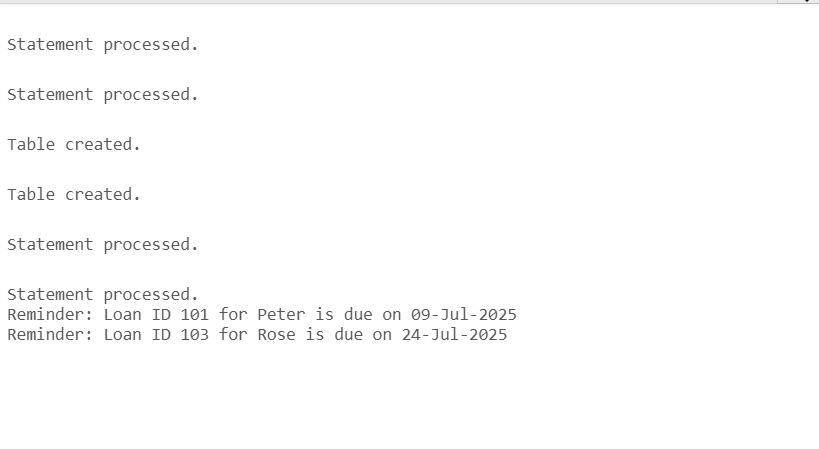 Statement processed.
Statement processed.
Table created.
Table created.
Statement processed.
Statement processed.
Reminder: Loan ID 101 for Peter is due on 09-Jul-2025
Reminder: Loan ID 103 for Rose is due on 24-Jul-2025